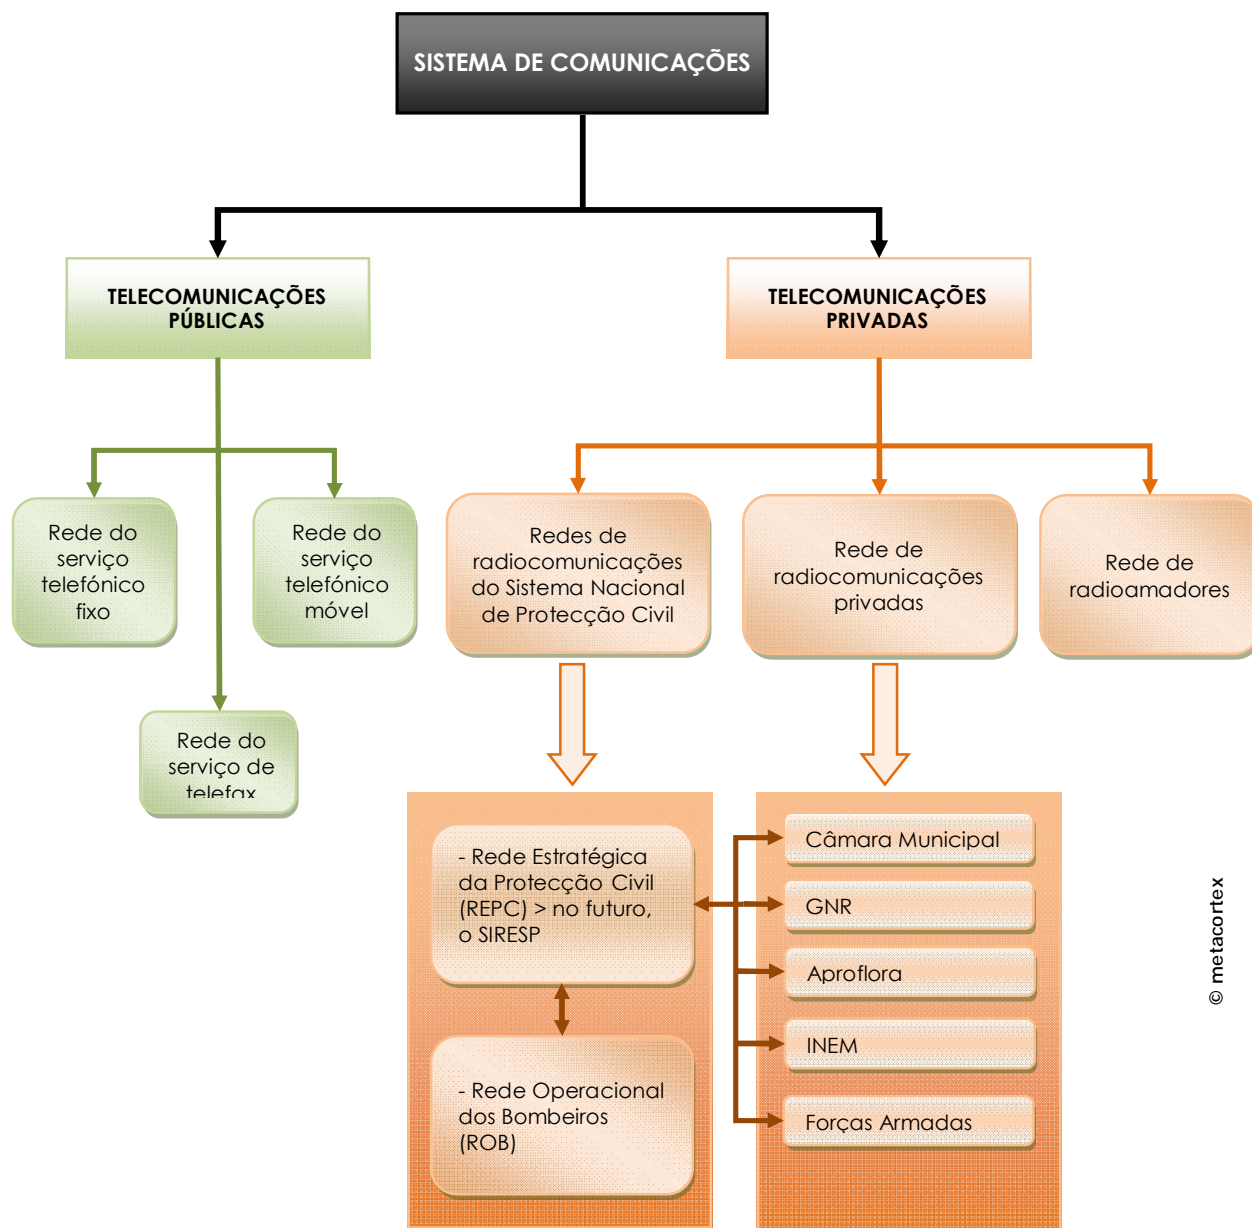 SISTEMA DE COMUNICAÇÕES
TELECOMUNICAÇÕES
PÚBLICAS
TELECOMUNICAÇÕES
PRIVADAS
Rede do
serviço
telefónico
fixo
Rede do
serviço
telefónico
móvel
Redes de
radiocomunicações
do Sistema Nacional
de Protecção Civil
Rede de
radiocomunicações
privadas
Rede de
radioamadores
Rede do
serviço de
telefax
- Rede Estratégica
da Protecção Civil
(REPC) > no futuro,
o SIRESP
- Rede Operacional
dos Bombeiros
(ROB)
Câmara Municipal
GNR
Aproflora
INEM
Forças Armadas
© metacortex